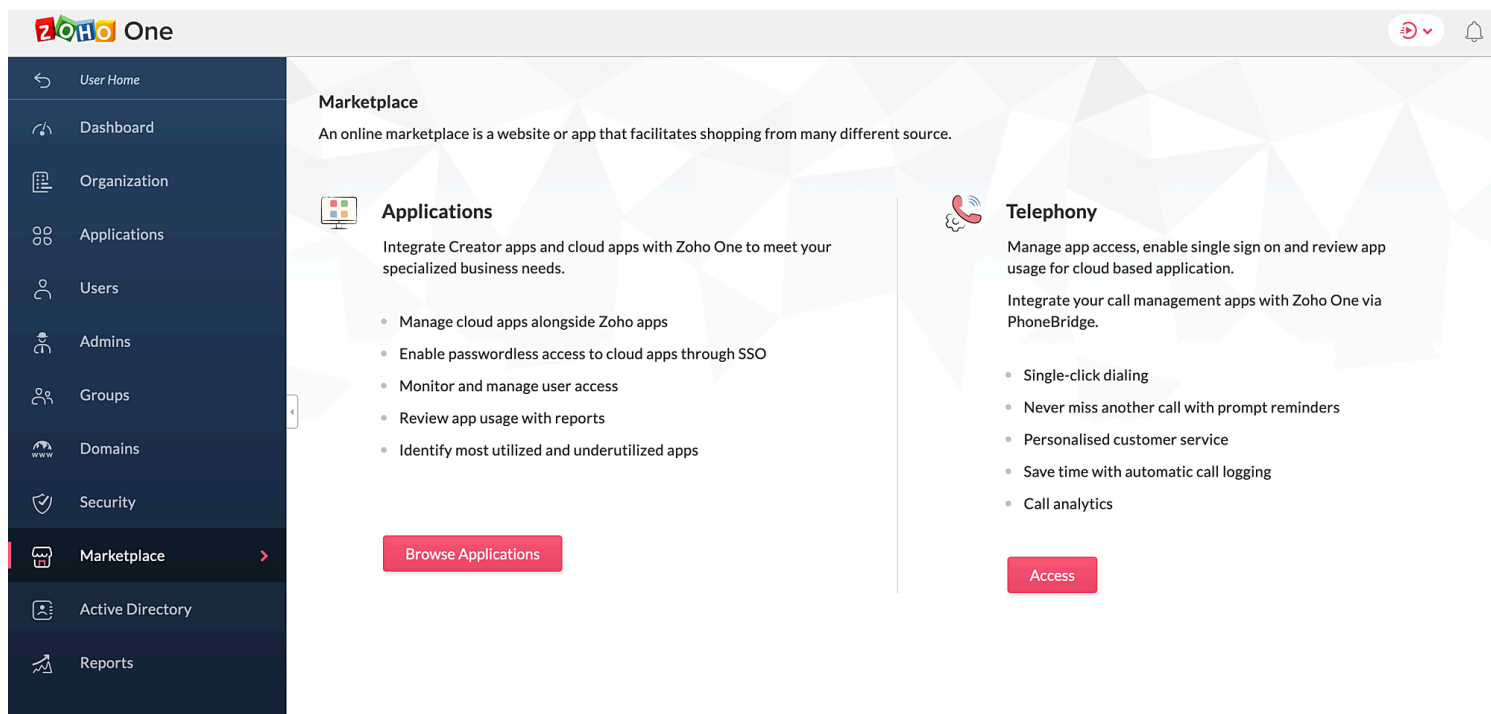 ZOHO One
User Home
Dashboard
Organization
Applications
Users
Admins
Groups
Domains
Security
Marketplace
Active Directory
Reports
Marketplace
An online marketplace is a website or app that facilitates shopping from many different source.
Applications
Integrate Creator apps and cloud apps with Zoho One to meet your
specialized business needs.
Manage cloud apps alongside Zoho apps
Enable passwordless access to cloud apps through SSO
Monitor and manage user access
Review app usage with reports
Identify most utilized and underutilized apps
Browse Applications
Telephony
Manage app access, enable single sign on and review app
usage for cloud based application.
Integrate your call management apps with Zoho One via
PhoneBridge.
Single-click dialing
Never miss another call with prompt reminders
Personalised customer service
Save time with automatic call logging
Call analytics
Access